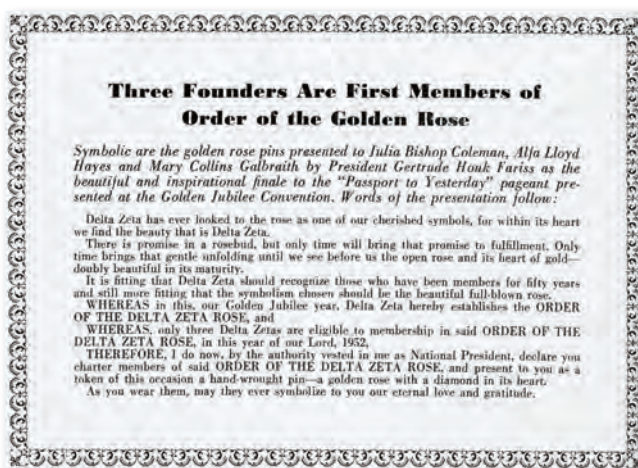 Three Founders Are First Members of
Order of the Golden Rose
Symbolic are the golden rose pins presented to Julia Bishop Coleman, Alfa Lloyd
Hayes and Mary Collins Galbraith by President Gertrude Houk Fariss as the
beautiful and inspirational finale to the "Passport to Yesterday" pageant pre-
sented at the Golden Jubilee Convention. Words of the presentation follow:
Delta Zeta has ever looked to the rose as one of our cherished symbols, for within its heart
we find the beauty that is Delta Zeta.
There is promise in a rosebud, but only time will bring that promise to fulfillment. Only
time brings that gentle unfolding until we see before us the open rose and its heart of gold—
doubly beautiful in its maturity.
It is fitting that Delta Zeta should recognize those who have been members for fifty years
and still more fitting that the symbolism chosen should be the beautiful full-blown rose.
WHEREAS in this, our Golden Jubilee year, Delta Zeta hereby establishes the ORDER
OF THE DELTA ZETA ROSE, and
WHEREAS, only three Delta Zetas are eligible to membership in said ORDER OF THE
DELTA ZETA ROSE, in this year of our Lord, 1952,
THEREFORE, I do now, by the authority vested in me as National President, declare you
charter members of said ORDER OF THE DELTA ZETA ROSE, and present to you as a
token of this occasion a hand-wrought pin—a golden rose with a diamond in its heart.
As you wear them, may they ever symbolize to you our eternal love and gratitude.